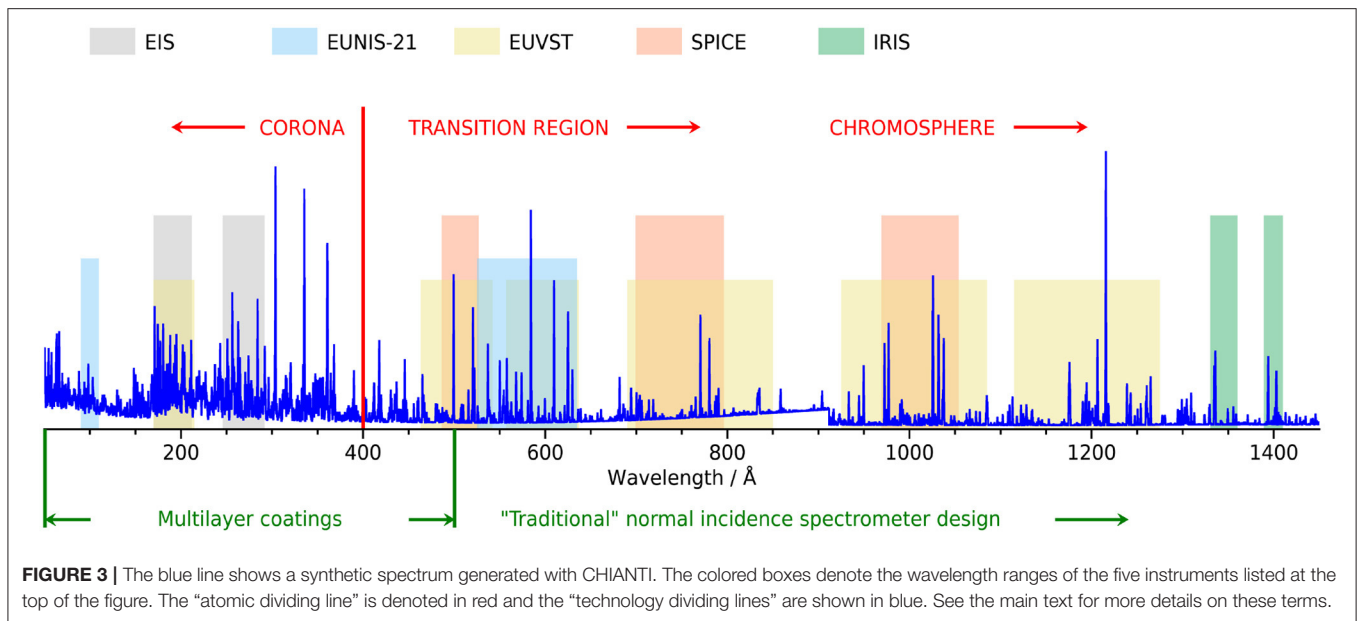 EIS EUNIS-21 EUVST SPICE IRIS
CORONA TRANSITION REGION CHROMOSPHERE
200 400 600 800 1000 1200 1400
Wavelength / Å
Multilayer coatings "Traditional" normal incidence spectrometer design
FIGURE 3 | The blue line shows a synthetic spectrum generated with CHIANTI. The colored boxes denote the wavelength ranges of the five instruments listed at the
top of the figure. The “atomic dividing line” is denoted in red and the “technology dividing lines” are shown in blue. See the main text for more details on these terms.